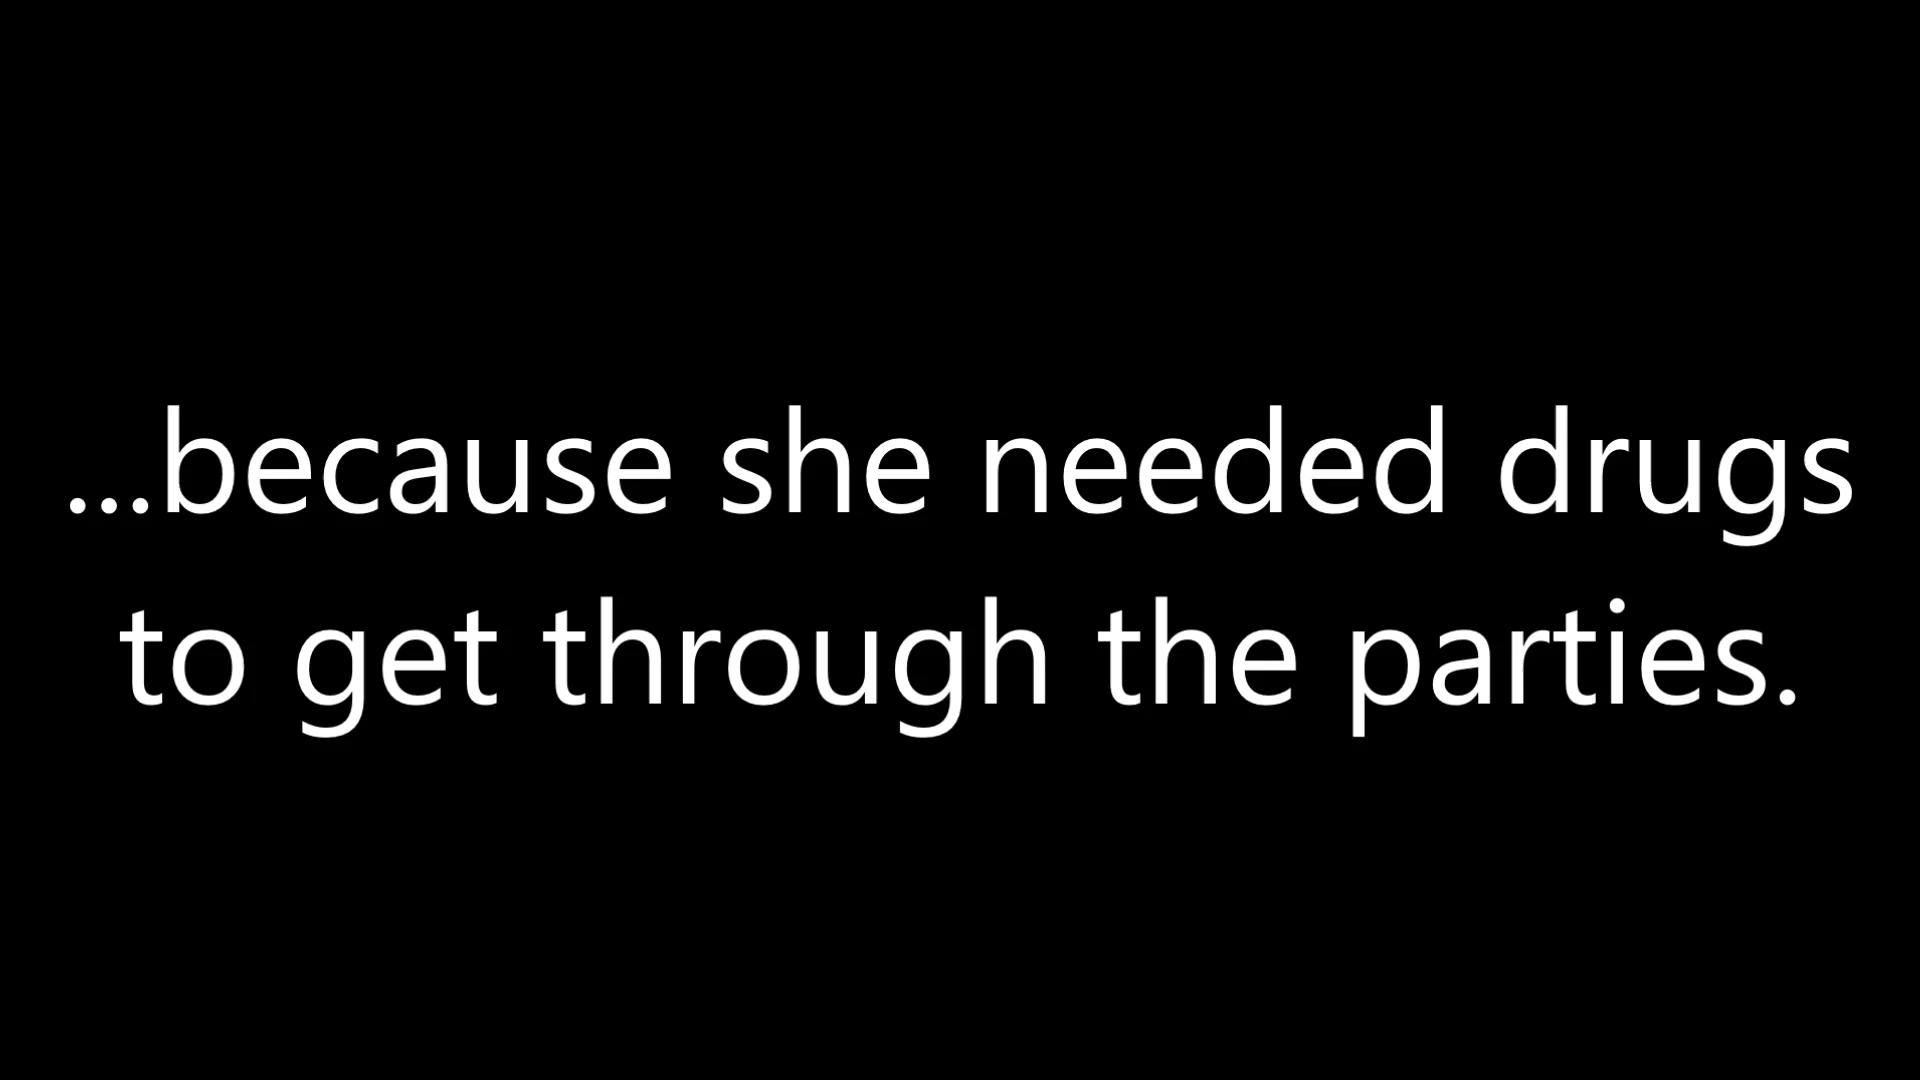 ...because she needed drugs
to get through the parties.